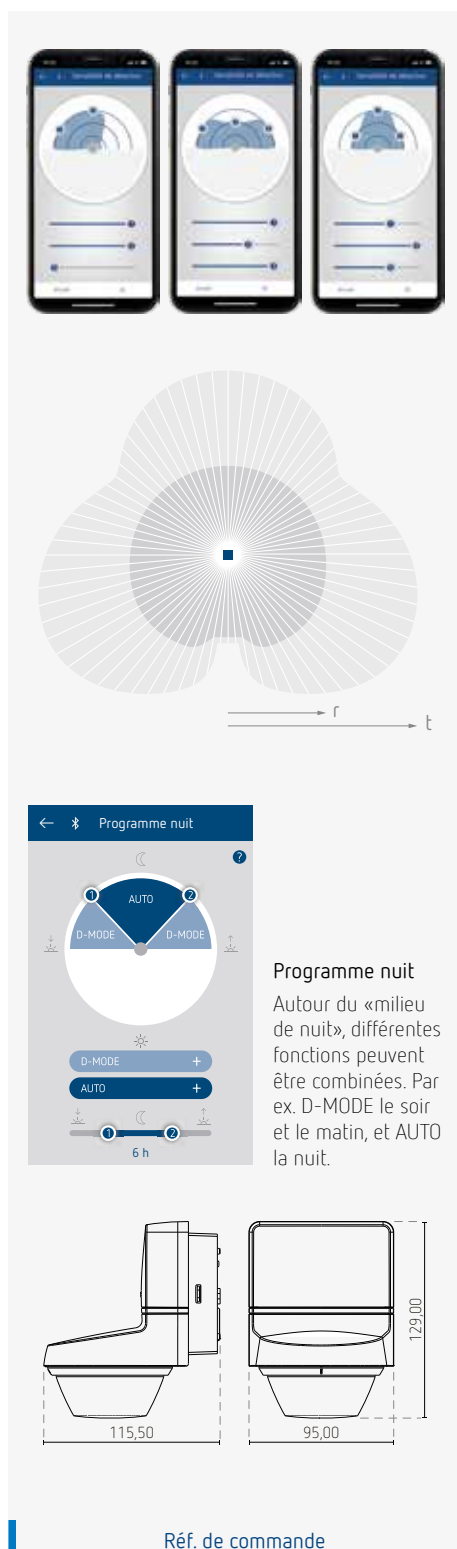 r
t
Programme nuit
?
AUTO
1
2
D-MODE
D-MODE
D-MODE +
AUTO +
1
2
6 h
Programme nuit
Autour du «milieu
de nuit», différentes
fonctions peuvent
être combinées. Par
ex. D-MODE le soir
et le matin, et AUTO
la nuit.
129,00
115,50
95,00
Réf. de commande